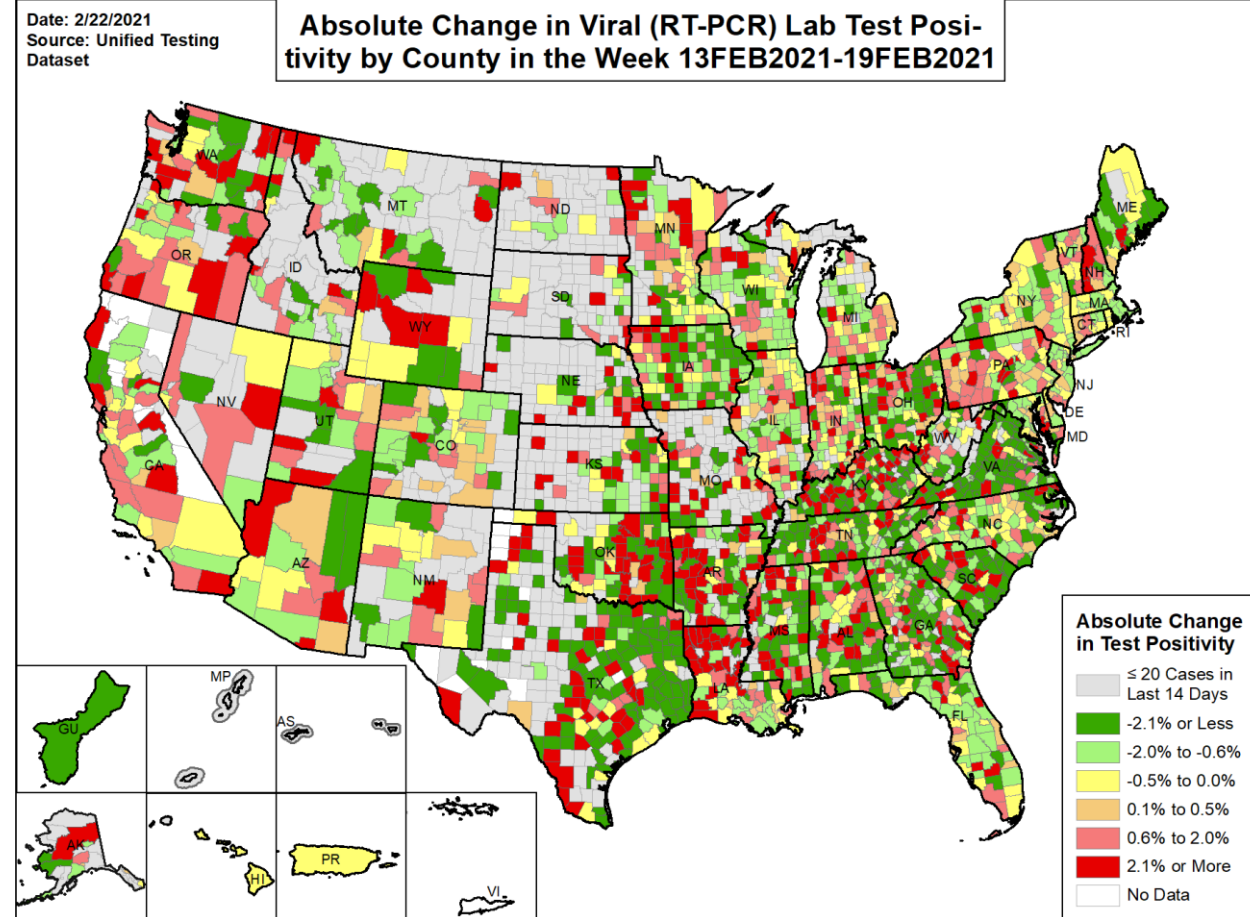 Date: 2/22/2021
Source: Unified Testing
Dataset
Absolute Change in Viral (RT-PCR) Lab Test Posi-
tivity by County in the Week 13FEB2021-19FEB2021
WA
MT
ND
MN
ME
OR
ID
SD
WI
VT
NH
NY
MA
MI
CT
RI
WY
IA
PA
NE
NJ
NV
UT
CO
IL
IN
OH
DE
MD
WV
CA
KS
MO
KY
VA
AZ
NM
OK
AR
TN
NC
SC
MS
AL
GA
TX
LA
FL
GU
MP
AS
AK
HI
PR
VI
Absolute Change
in Test Positivity
≤ 20 Cases in
Last 14 Days
-2.1% or Less
-2.0% to -0.6%
-0.5% to 0.0%
0.1% to 0.5%
0.6% to 2.0%
2.1% or More
No Data